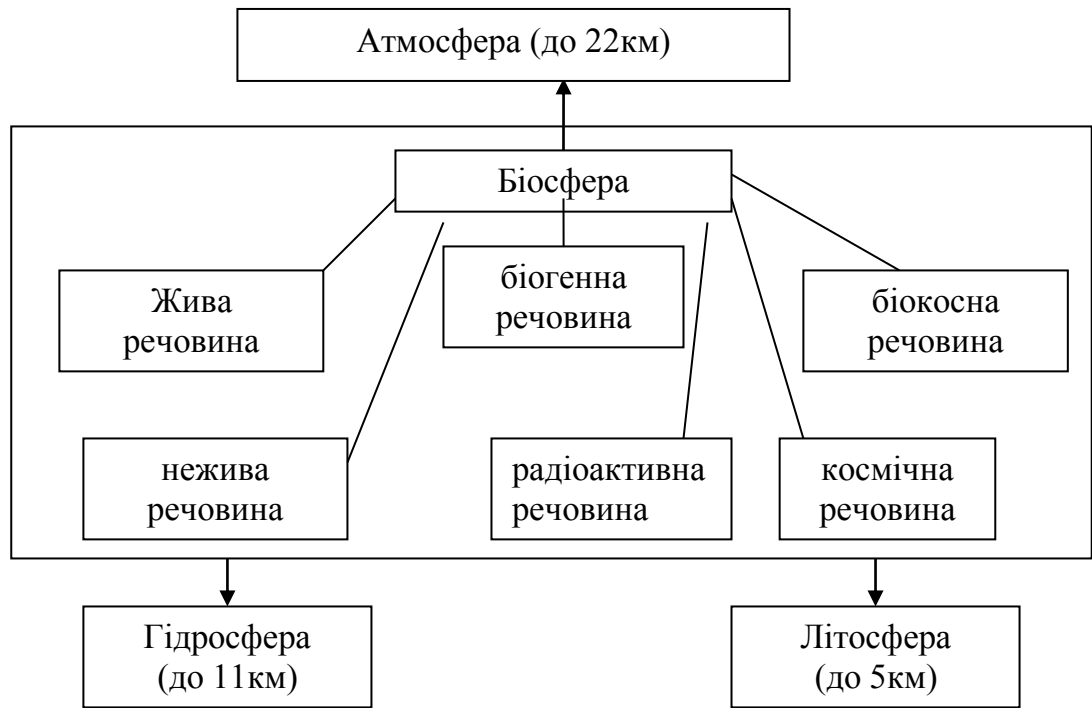 Атмосфера (до 22км)
Біосфера
Жива
речовина
біогенна
речовина
біокосна
речовина
нежива
речовина
радіоактивна
речовина
космічна
речовина
Гідросфера
(до 11км)
Літосфера
(до 5км)